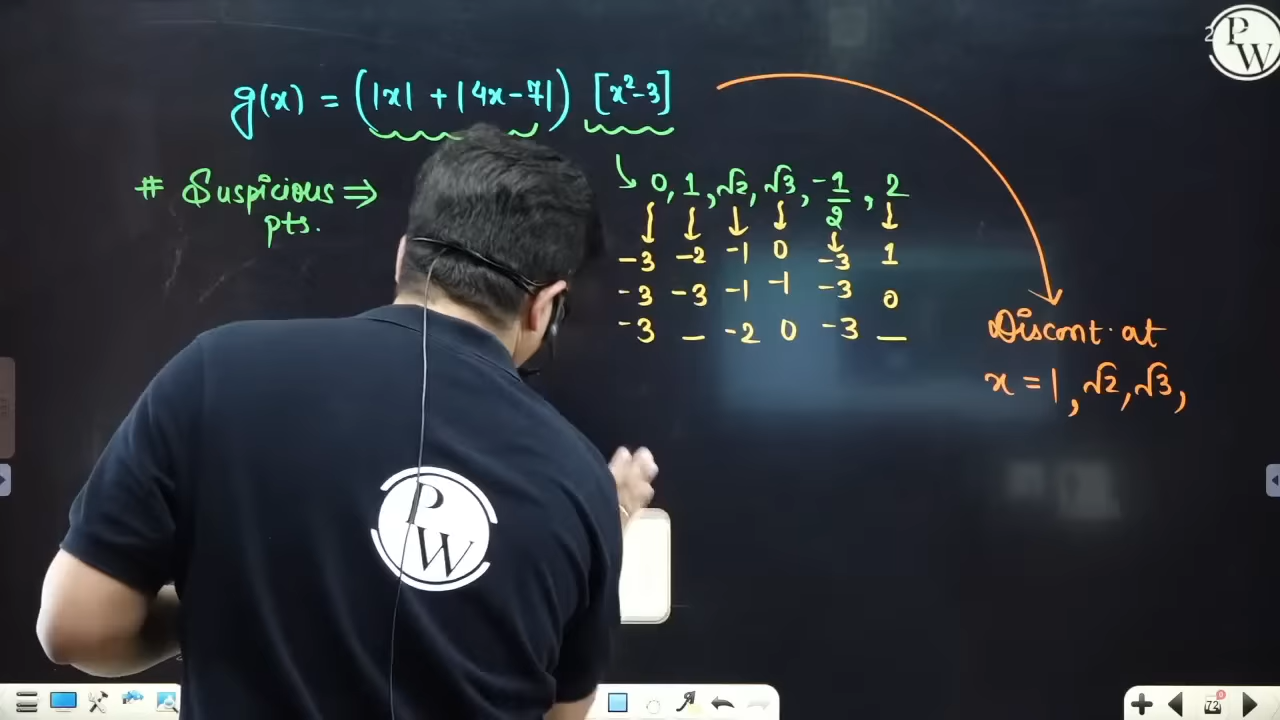 g(x) = (|x| + |4x-7|) [x²-3]
# Suspicious ⇒
pts.
↳ 0, 1, √2, √3, -1/2, 2
-3 -2 -1 0 -3 1
-3 -3 -1 -1 -3 0
-3 _ -2 0 -3 _
Discont. at
x = 1, √2, √3,
PW
PW
72